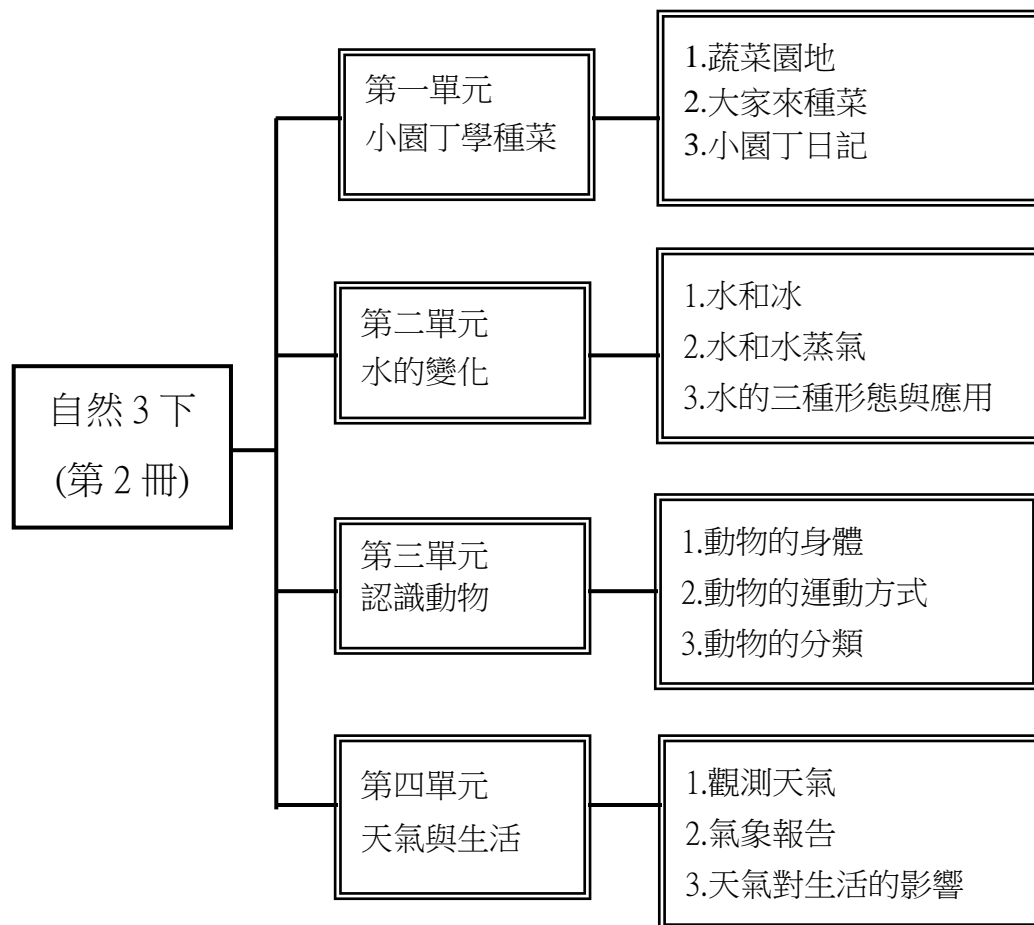 自然 3 下
(第 2 冊)
第一單元
小園丁學種菜
1.蔬菜園地
2.大家來種菜
3.小園丁日記
第二單元
水的變化
1.水和冰
2.水和水蒸氣
3.水的三種形態與應用
第三單元
認識動物
1.動物的身體
2.動物的運動方式
3.動物的分類
第四單元
天氣與生活
1.觀測天氣
2.氣象報告
3.天氣對生活的影響